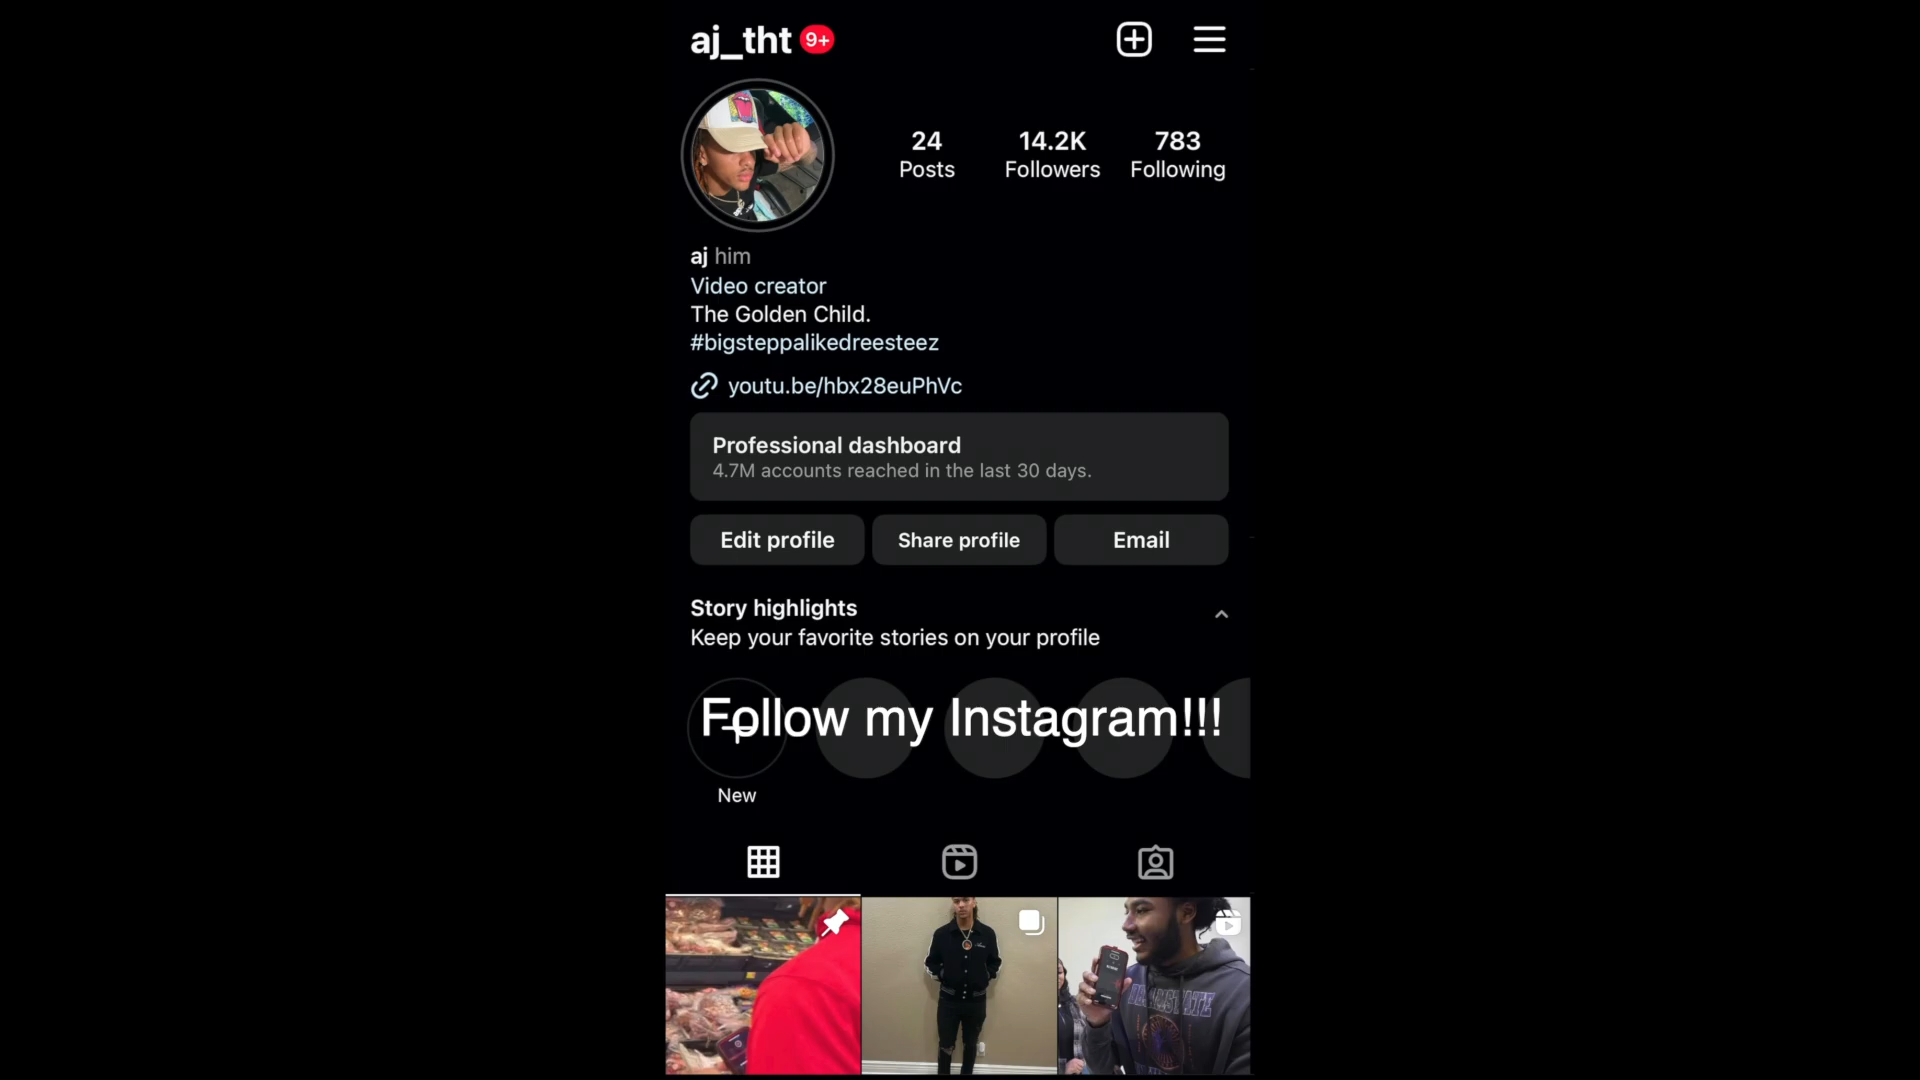 aj_tht 9+
24 Posts
14.2K Followers
783 Following
aj him
Video creator
The Golden Child.
#bigsteppalikedreesteez
youtu.be/hbx28euPhVc
Professional dashboard
4.7M accounts reached in the last 30 days.
Edit profile
Share profile
Email
Story highlights
Keep your favorite stories on your profile
Follow my Instagram!!!
New